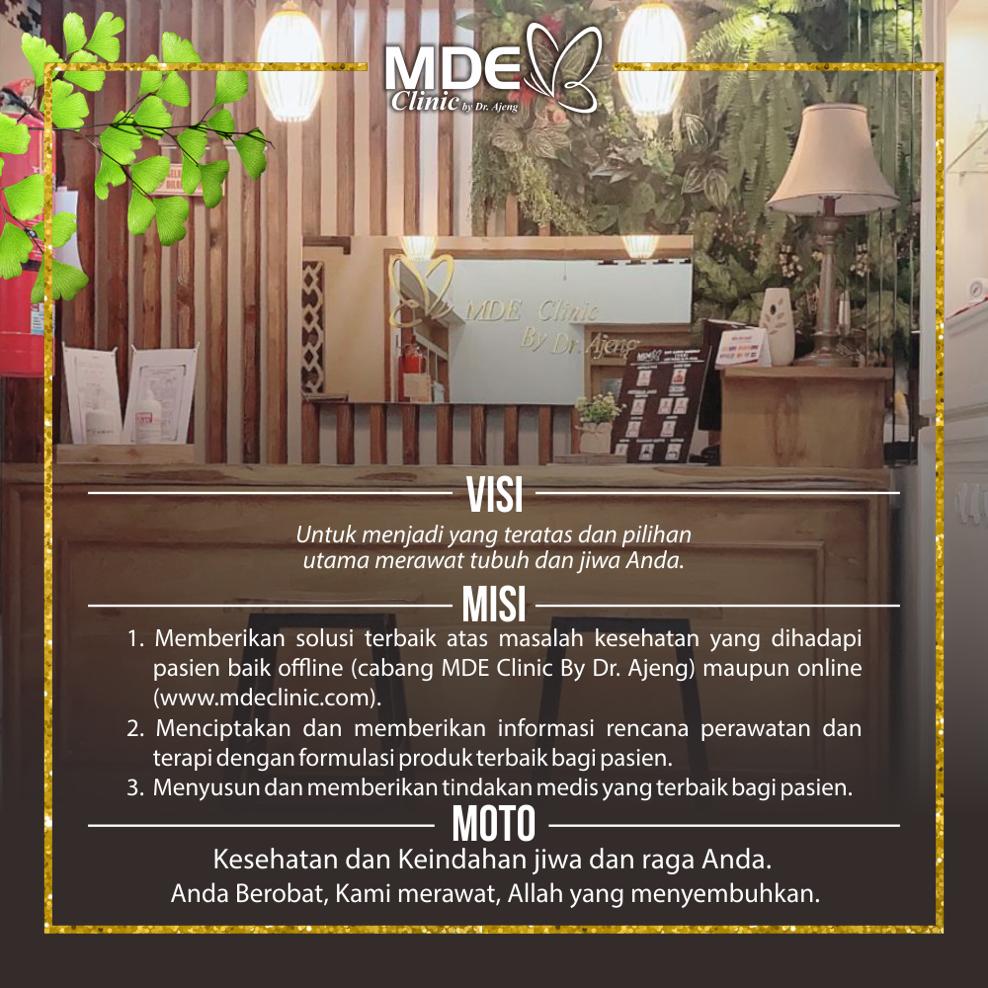 MDE
Clinic by Dr. Ajeng
MDE Clinic
By Dr. Ajeng
VISI
Untuk menjadi yang teratas dan pilihan
utama merawat tubuh dan jiwa Anda.
MISI
1. Memberikan solusi terbaik atas masalah kesehatan yang dihadapi
pasien baik offline (cabang MDE Clinic By Dr. Ajeng) maupun online
(www.mdeclinic.com).
2. Menciptakan dan memberikan informasi rencana perawatan dan
terapi dengan formulasi produk terbaik bagi pasien.
3. Menyusun dan memberikan tindakan medis yang terbaik bagi pasien.
MOTO
Kesehatan dan Keindahan jiwa dan raga Anda.
Anda Berobat, Kami merawat, Allah yang menyembuhkan.